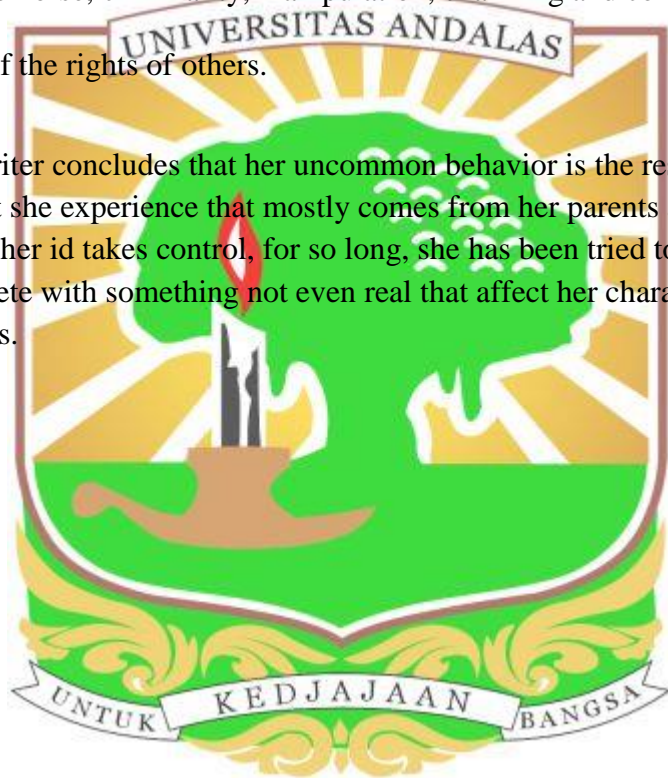 UNIVERSITAS ANDALAS
f the rights of others.
iter concludes that her uncommon behavior is the re
t she experience that mostly comes from her parents
her id takes control, for so long, she has been tried to
ete with something not even real that affect her chara
s.
UNTUK KEDJAJAAN BANGSA